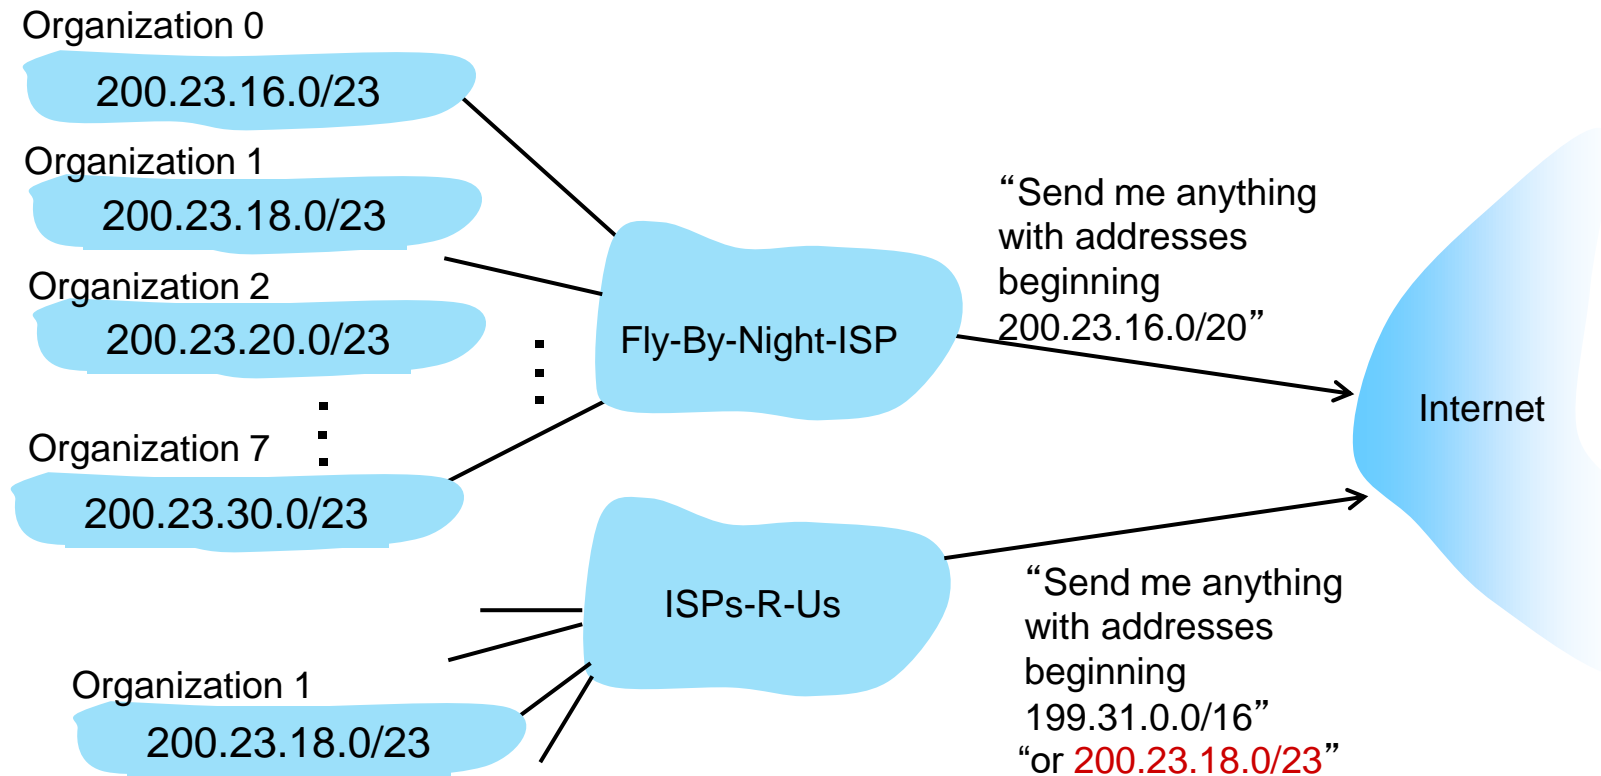 Organization 0
200.23.16.0/23
Organization 1
200.23.18.0/23
Organization 2
200.23.20.0/23
Organization 7
200.23.30.0/23
Fly-By-Night-ISP
“Send me anything
with addresses
beginning
200.23.16.0/20”
Internet
ISPs-R-Us
Organization 1
200.23.18.0/23
“Send me anything
with addresses
beginning
199.31.0.0/16”
“or 200.23.18.0/23”